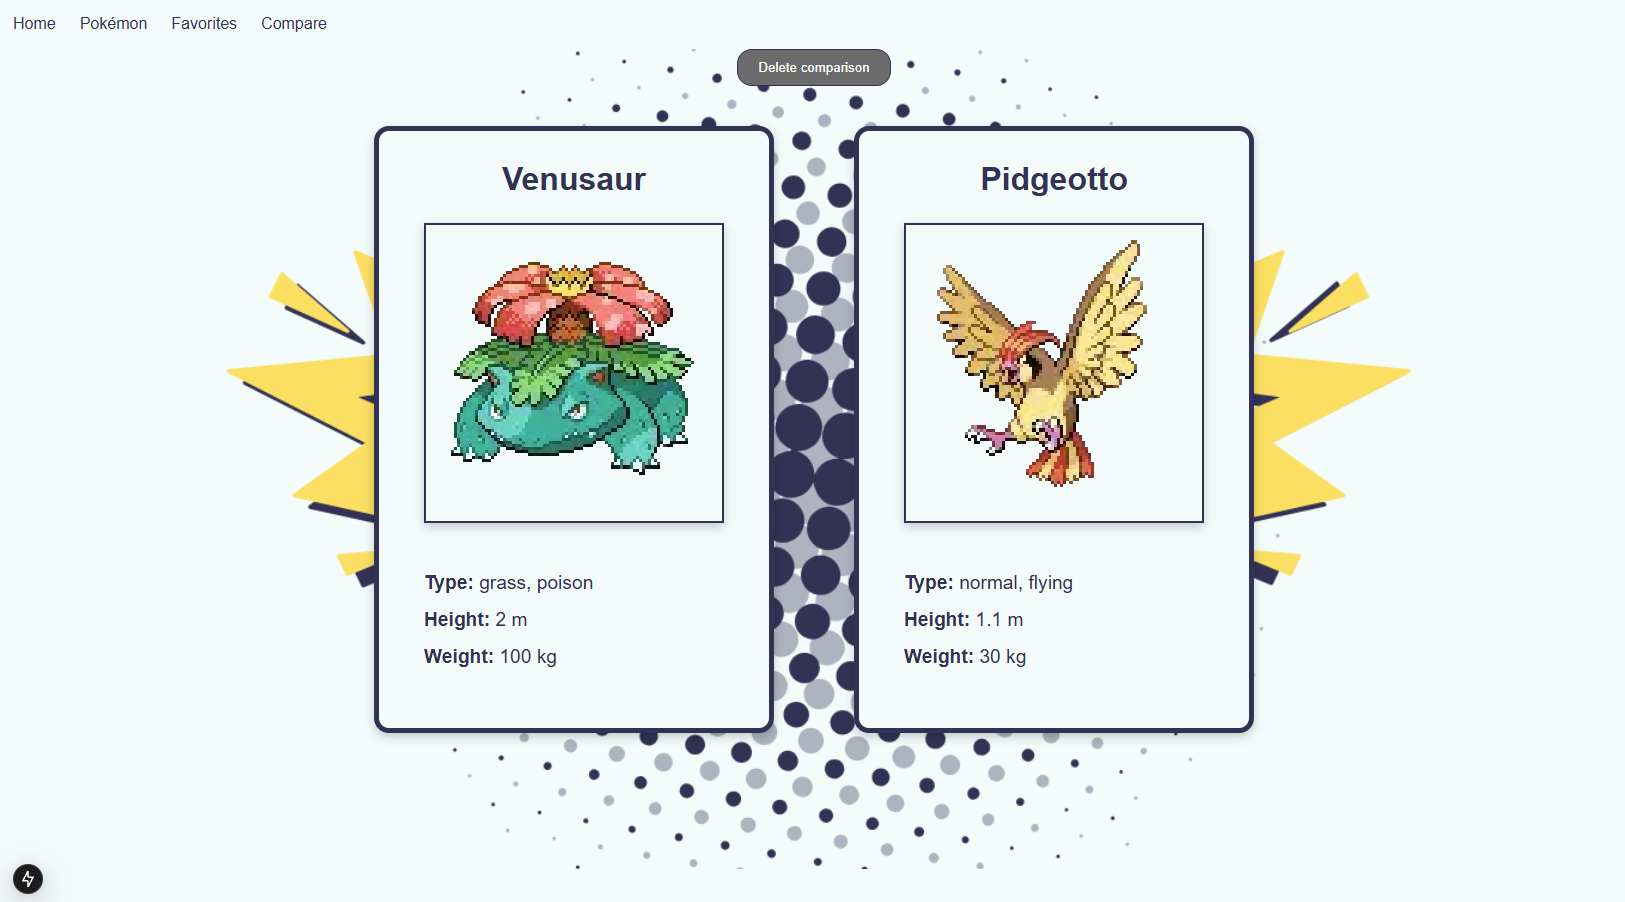 Home Pokémon Favorites Compare
Delete comparison
Venusaur
Type: grass, poison
Height: 2 m
Weight: 100 kg
Pidgeotto
Type: normal, flying
Height: 1.1 m
Weight: 30 kg